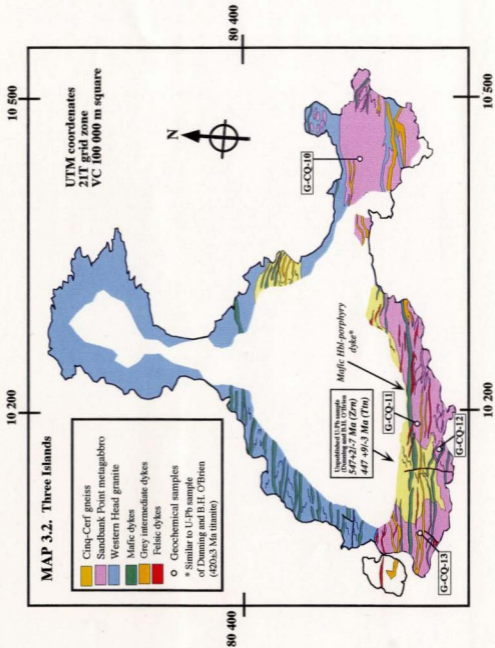 MAP 3.2. Three Islands
Cinq-Cerf gneiss
Sandbank Point metagabbro
Western Head granite
Mafic dykes
Grey intermediate dykes
Felsic dykes
Geochemical samples
* Similar to U-Pb sample
of Dunning and B.H. O'Brien
(420±3 Ma titanite)
UTM coordenates
21T grid zone
VC 100 000 m square
N
10 200
10 500
80 400
80 400
10 200
10 500
G-CQ-10
Mafic Hbl-porphyry
dyke*
Unpublished U-Pb sample
(Dunning and B.H. O'Brien)
547+2/-7 Ma (Zrn)
447 +9/-3 Ma (Ttn)
G-CQ-11
G-CQ-12
G-CQ-13